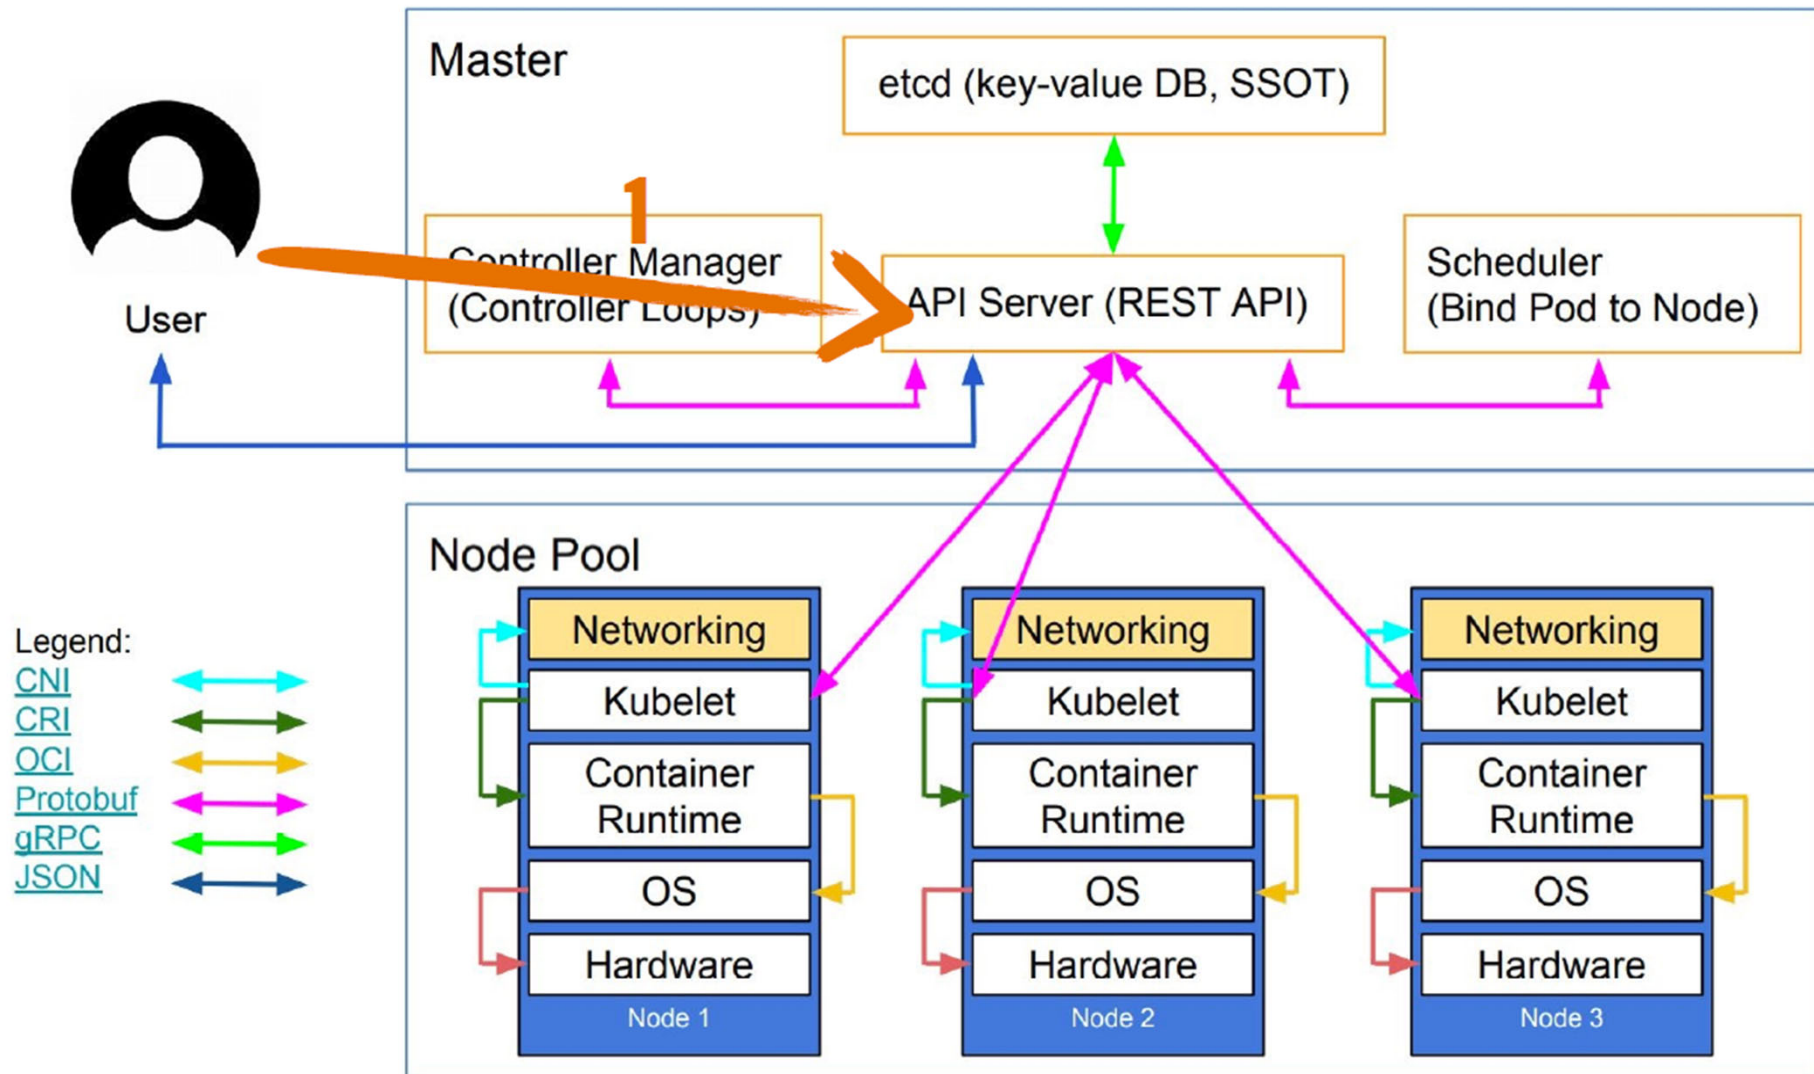 Master
etcd (key-value DB, SSOT)
1
Controller Manager
(Controller Loops)
API Server (REST API)
Scheduler
(Bind Pod to Node)
User
Node Pool
Networking
Kubelet
Container
Runtime
OS
Hardware
Node 1
Networking
Kubelet
Container
Runtime
OS
Hardware
Node 2
Networking
Kubelet
Container
Runtime
OS
Hardware
Node 3
Legend:
CNI
CRI
OCI
Protobuf
gRPC
JSON